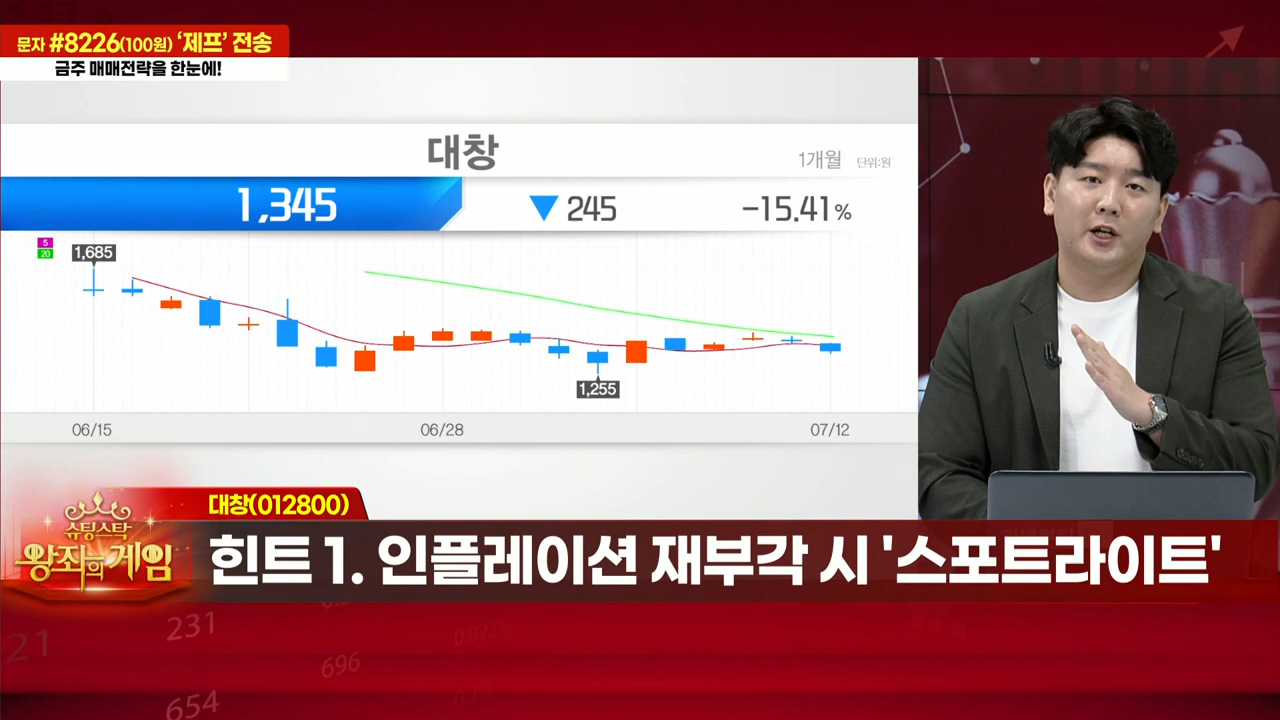 문자 #8226(100원) '제프' 전송
금주 매매전략을 한눈에!
대창
1개월 단위:원
1,345 ▼ 245 -15.41%
5
20
1,685
1,255
06/15 06/28 07/12
대창(012800)
슈팅스탁
왕좌의 게임
힌트 1. 인플레이션 재부각 시 '스포트라이트'
21
231
696
654
0.023%